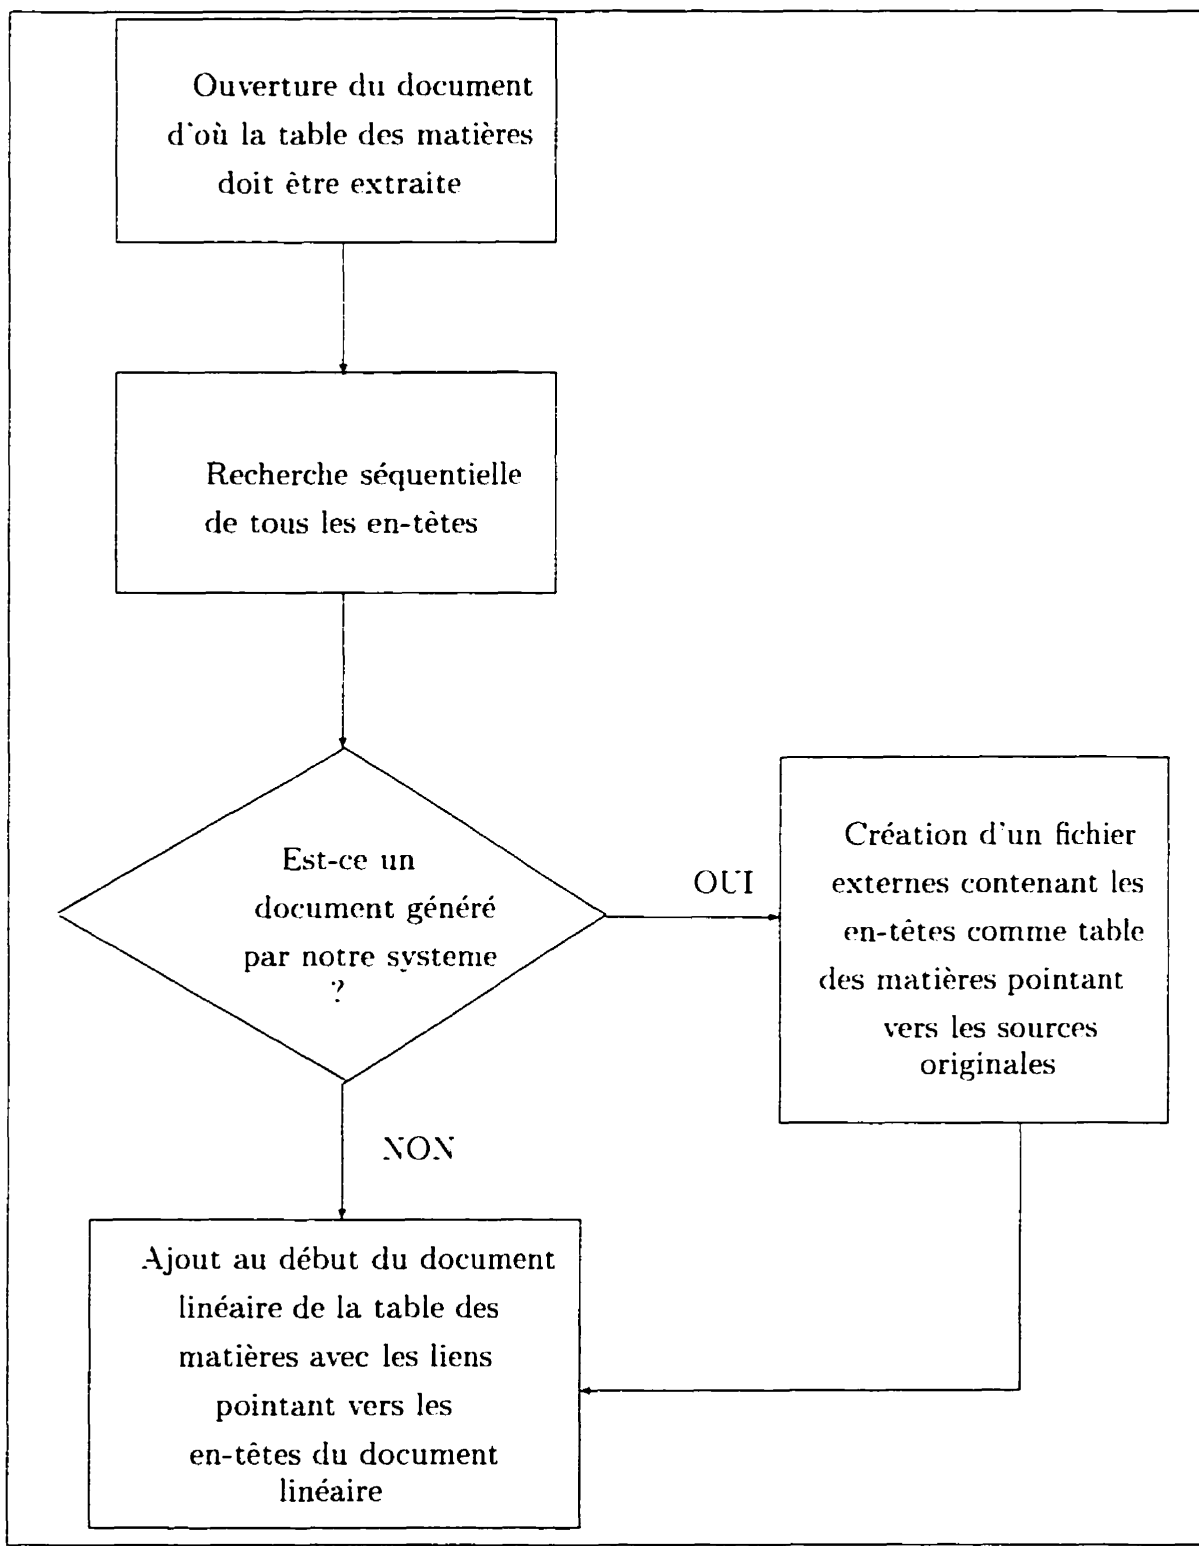 Ouverture du document
d'où la table des matières
doit être extraite
Recherche séquentielle
de tous les en-têtes
Est-ce un
document généré
par notre systeme
?
OUI
Création d'un fichier
externes contenant les
en-têtes comme table
des matières pointant
vers les sources
originales
NON
Ajout au début du document
linéaire de la table des
matières avec les liens
pointant vers les
en-têtes du document
linéaire